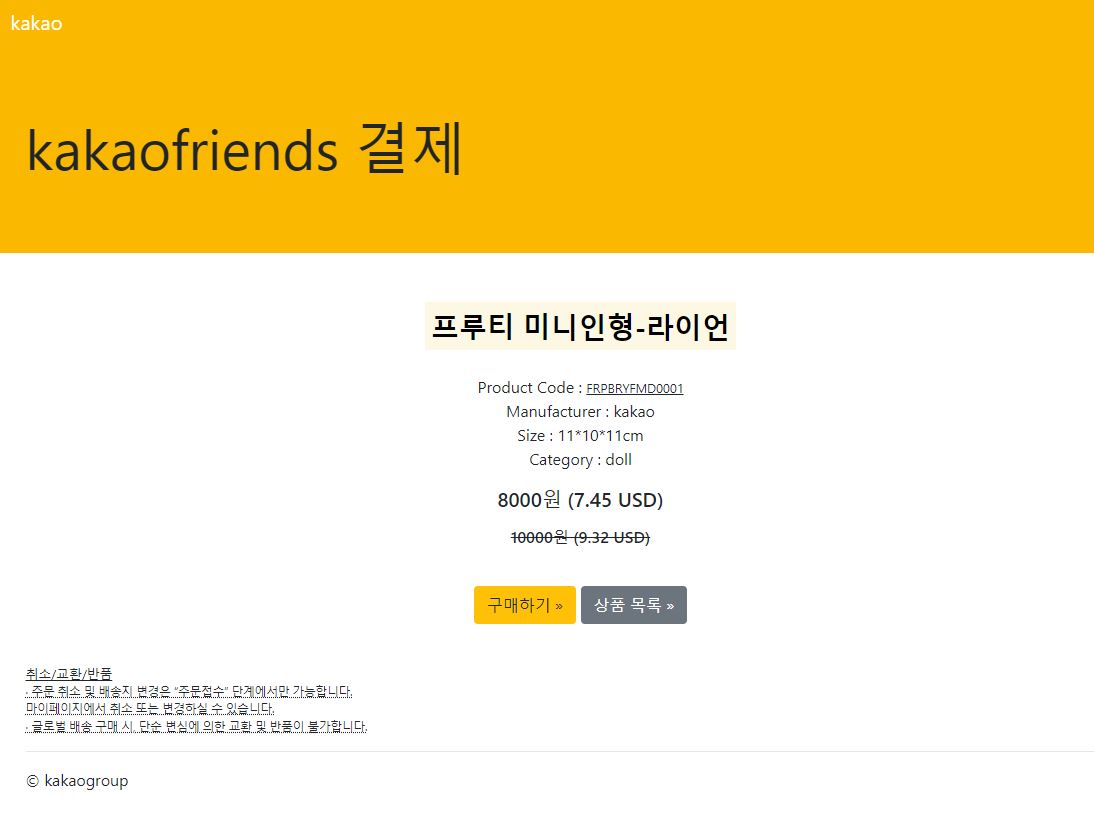 kakao
kakaofriends 결제
프루티 미니인형-라이언
Product Code : FRPBRYFMD0001
Manufacturer : kakao
Size : 11*10*11cm
Category : doll
8000원 (7.45 USD)
10000원 (9.32 USD)
구매하기 »
상품 목록 »
취소/교환/반품
· 주문 취소 및 배송지 변경은 “주문접수” 단계에서만 가능합니다.
마이페이지에서 취소 또는 변경하실 수 있습니다.
· 글로벌 배송 구매 시, 단순 변심에 의한 교환 및 반품이 불가합니다.
© kakaogroup